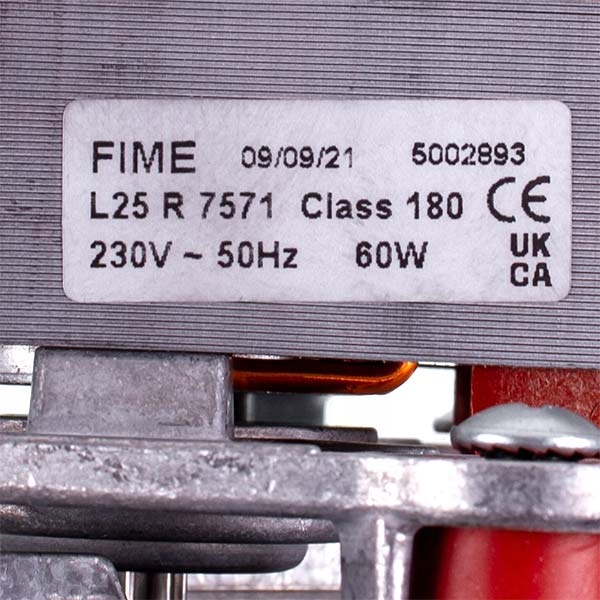 FIME 09/09/21 5002893
L25 R 7571 Class 180 CE
230V ~ 50Hz 60W UK
CA